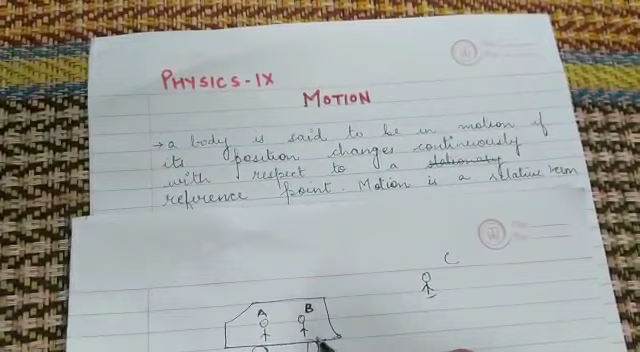 PHYSICS-IX
MOTION
→ a body is said to be in motion if
its position changes continuously
with respect to a stationary
reference point. Motion is a relative term
C
A B